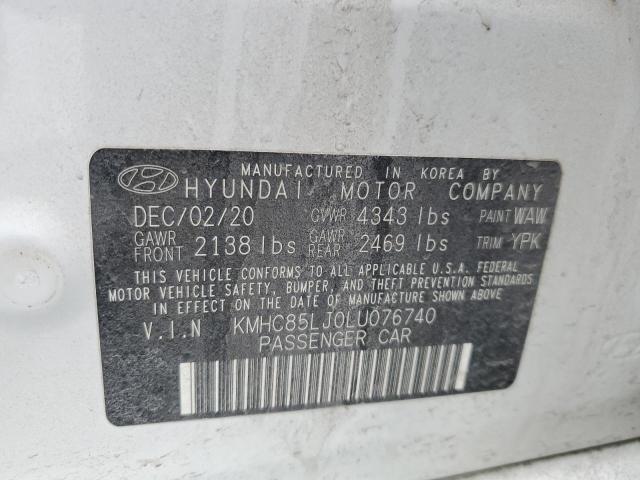 MANUFACTURED IN KOREA BY
HYUNDAI MOTOR COMPANY
DEC/02/20 GVWR 4343 lbs PAINT WAW
GAWR FRONT 2138 lbs GAWR REAR 2469 lbs TRIM YPK
THIS VEHICLE CONFORMS TO ALL APPLICABLE U.S.A. FEDERAL
MOTOR VEHICLE SAFETY, BUMPER, AND THEFT PREVENTION STANDARDS
IN EFFECT ON THE DATE OF MANUFACTURE SHOWN ABOVE
V.I.N KMHC85LJ0LU076740
PASSENGER CAR